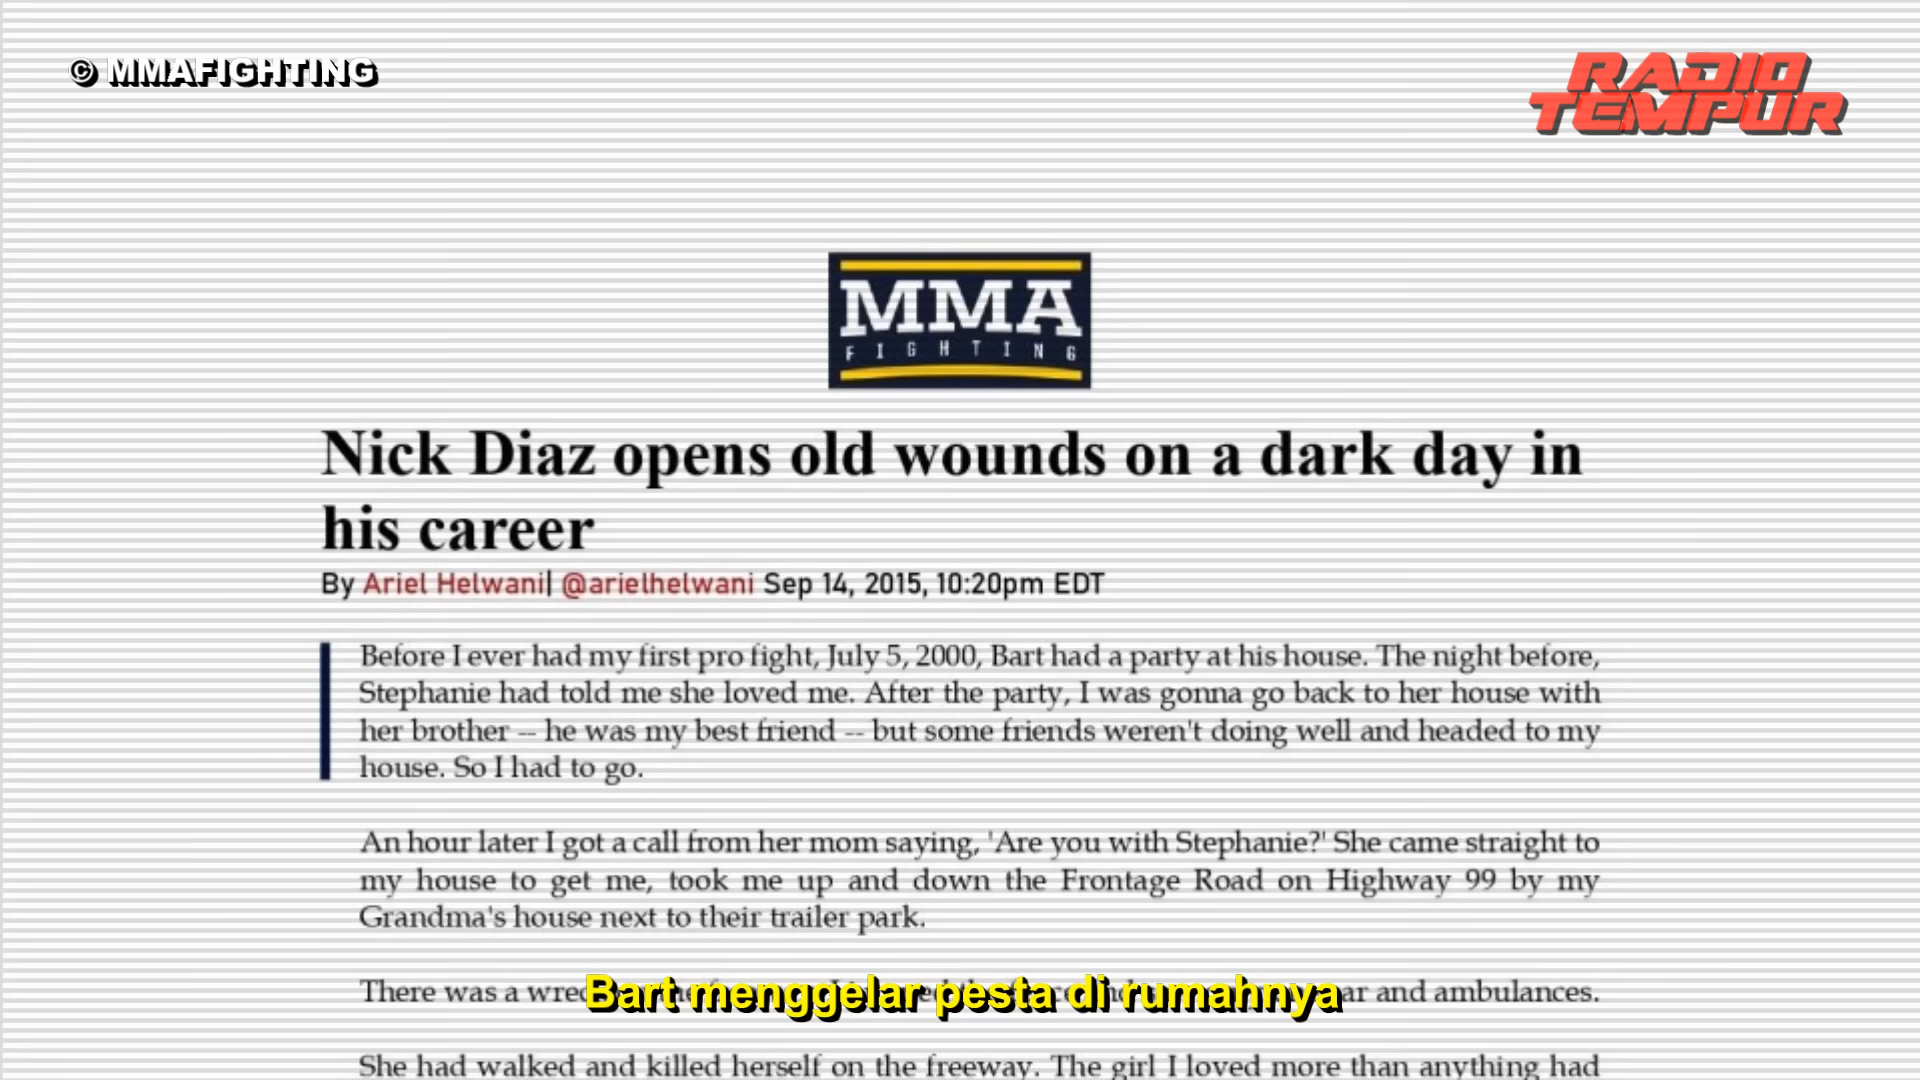 © MMAFIGHTING
RADIO
TEMPUR
MMA
FIGHTING
Nick Diaz opens old wounds on a dark day in
his career
By Ariel Helwani| @arielhelwani Sep 14, 2015, 10:20pm EDT
Before I ever had my first pro fight, July 5, 2000, Bart had a party at his house. The night before,
Stephanie had told me she loved me. After the party, I was gonna go back to her house with
her brother -- he was my best friend -- but some friends weren't doing well and headed to my
house. So I had to go.
An hour later I got a call from her mom saying, 'Are you with Stephanie?' She came straight to
my house to get me, took me up and down the Frontage Road on Highway 99 by my
Grandma's house next to their trailer park.
There was a and ambulances.
Bart menggelar pesta di rumahnya
She had walked and killed herself on the freeway. The girl I loved more than anything had